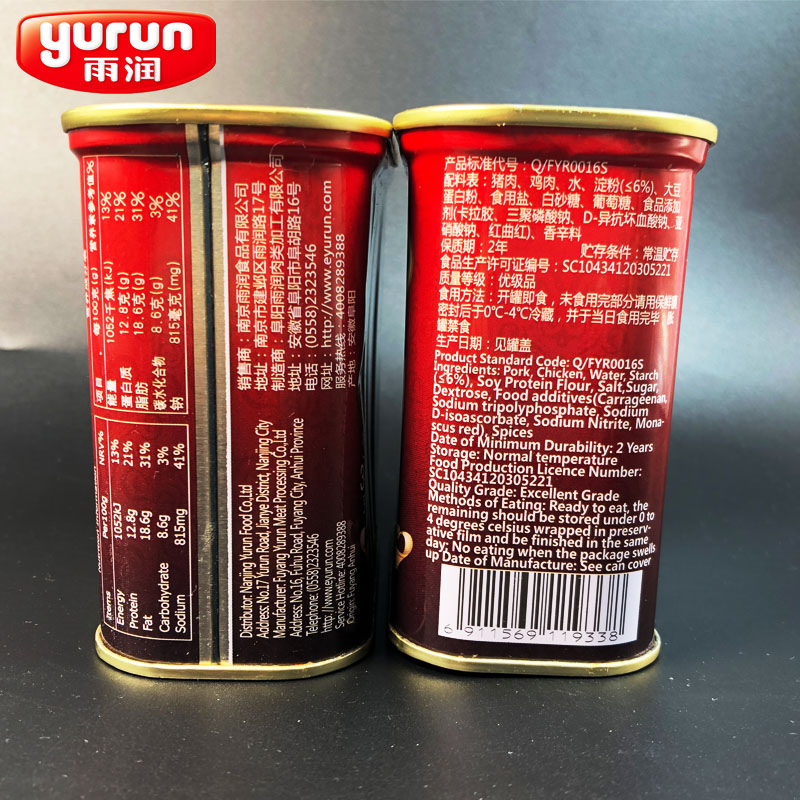 yurun
雨润
项目 每100克(g) 营养素参考值%
能量 1052千焦(kJ) 13%
蛋白质 12.8克(g) 21%
脂肪 18.6克(g) 31%
碳水化合物 8.6克(g) 3%
钠 815毫克(mg) 41%
Items Per100g NRV%
Energy 1052kJ 13%
Protein 12.8g 21%
Fat 18.6g 31%
Carbohydrate 8.6g 3%
Sodium 815mg 41%
销售商：南京雨润食品有限公司
地址：南京市建邺区雨润路17号
制造商：阜阳雨润肉类加工有限公司
地址：安徽省阜阳市阜胡路16号
电话：(0558)2323546
网址：http://www.eyurun.com
服务热线：4008289388
产地：安徽阜阳
Distributor: Nanjing Yurun Food Co.,Ltd
Address: No.17 Yurun Road, Jianye District, Nanjing City
Manufacturer: Fuyang Yurun Meat Processing Co.,Ltd
Address: No.16, Fuhu Road, Fuyang City, Anhui Province
Telephone: (0558)2323546
http://www.eyurun.com
Service Hotline: 4008289388
Origin: Fuyang Anhui
产品标准代号：Q/FYR0016S
配料表：猪肉、鸡肉、水、淀粉(≤6%)、大豆
蛋白粉、食用盐、白砂糖、葡萄糖、食品添加
剂(卡拉胶、三聚磷酸钠、D-异抗坏血酸钠、亚
硝酸钠、红曲红)、香辛料
保质期：2年 贮存条件：常温贮存
食品生产许可证编号：SC10434120305221
质量等级：优级品
食用方法：开罐即食，未食用完部分请用保鲜膜
密封后于0℃-4℃冷藏，并于当日食用完毕，胀
罐禁食
生产日期：见罐盖
Product Standard Code: Q/FYR0016S
Ingredients: Pork, Chicken, Water, Starch
(≤6%), Soy Protein Flour, Salt,Sugar,
Dextrose, Food additives(Carrageenan,
Sodium tripolyphosphate, Sodium
D-isoascorbate, Sodium Nitrite, Mona-
scus red), Spices
Date of Minimum Durability: 2 Years
Storage: Normal temperature
Food Production Licence Number:
SC10434120305221
Quality Grade: Excellent Grade
Methods of Eating: Ready to eat, the
remaining should be stored under 0 to
4 degrees celsius wrapped in preserv-
ative film and be finished in the same
day; No eating when the package swells
up Date of Manufacture: See can cover
6 911569 119338